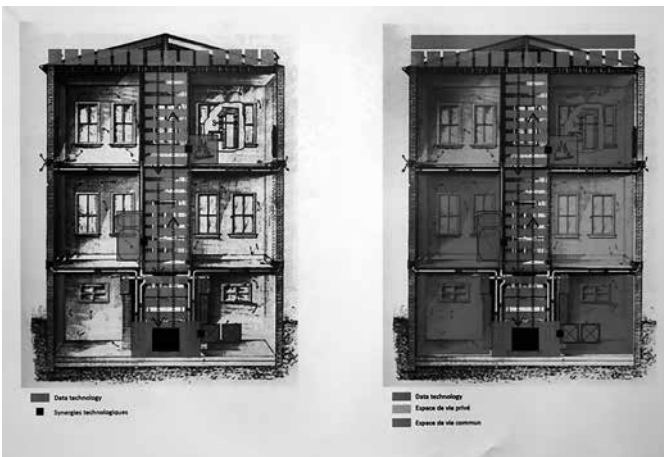 Data technology
Synergies technologiques
Data technology
Espace de vie privé
Espace de vie commun